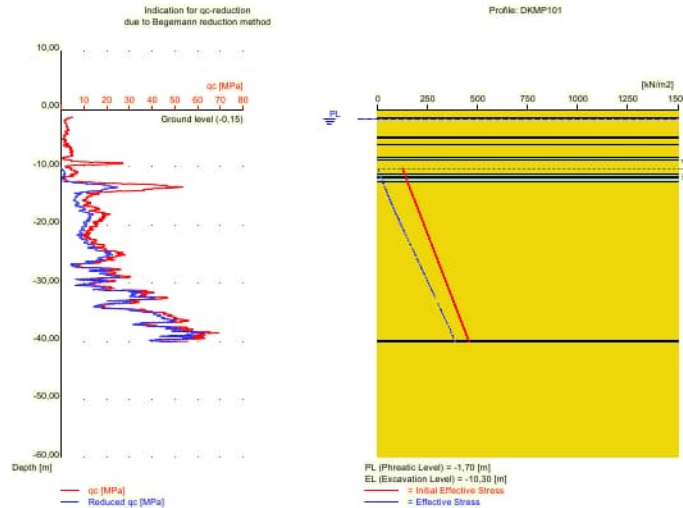 Indication for qc-reduction
due to Begemann reduction method
10,00
qc [MPa]
0,00
10 20 30 40 50 60 70 80
Ground level (-0,15)
-10,00
-20,00
-30,00
-40,00
-50,00
-60,00
Depth [m]
qc [MPa]
Reduced qc [MPa]
Profile: DKMP101
[kN/m2]
0 250 500 750 1000 1250 150
PL
PL (Phreatic Level) = -1,70 [m]
EL (Excavation Level) = -10,30 [m]
= Initial Effective Stress
= Effective Stress